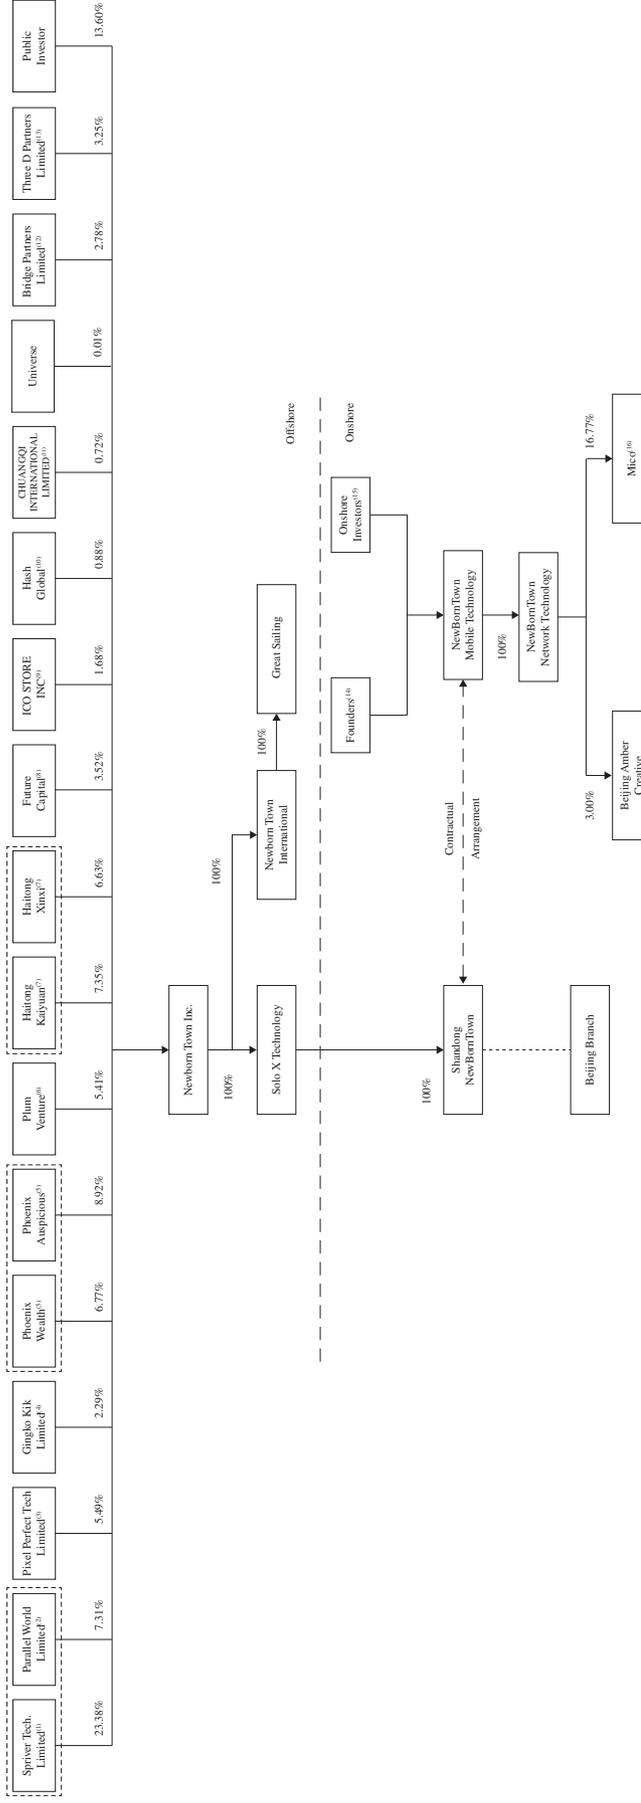 Spriver Tech.
Limited(1)
23.38%
Parallel World
Limited(2)
7.31%
Pixel Perfect Tech
Limited(3)
5.49%
Gingko Kik
Limited(4)
2.29%
Phoenix
Wealth(5)
6.77%
Phoenix
Auspicious(5)
8.92%
Plum
Venture(6)
5.41%
Haitong
Kaiyuan(7)
7.35%
Haitong
Xinxi(7)
6.63%
Future
Capital(8)
3.52%
ICO STORE
INC(9)
1.68%
Hash
Global(10)
0.88%
CHUANGQI
INTERNATIONAL
LIMITED(11)
0.72%
Universe
0.01%
Bridge Partners
Limited(12)
2.78%
Three D Partners
Limited(13)
3.25%
Public
Investor
13.60%
Newborn Town Inc.
100%
100%
Solo X Technology
Newborn Town
International
100%
Great Sailing
Offshore
Onshore
Founders(14)
Onshore
Investors(15)
100%
Shandong
NewBornTown
Contractual
Arrangement
NewBornTown
Mobile Technology
100%
NewBornTown
Network Technology
Beijing Branch
3.00%
16.77%
Beijing Amber
Creative
Mico(16)